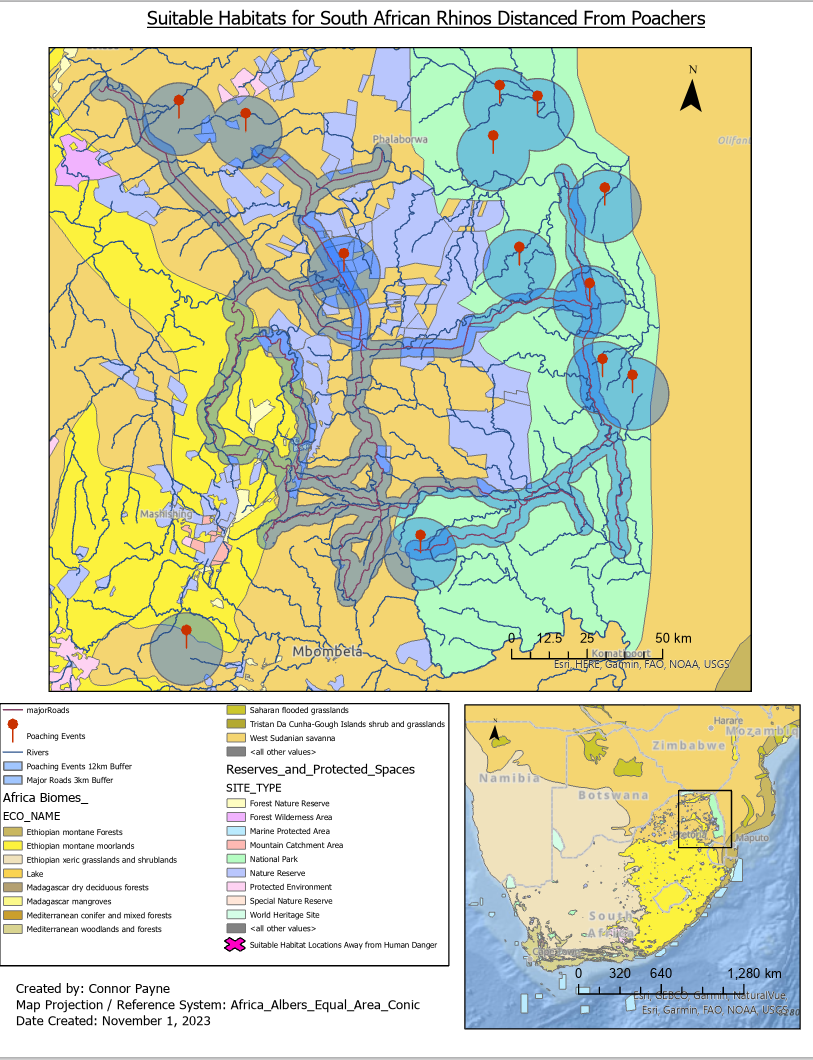 Suitable Habitats for South African Rhinos Distanced From Poachers
N
Phalaborwa
Olifan
Mashishing
Mbombela
Komatipoort
0 12.5 25 50 km
Esri, HERE, Garmin, FAO, NOAA, USGS
majorRoads
Poaching Events
Rivers
Poaching Events 12km Buffer
Major Roads 3km Buffer
Africa Biomes_
ECO_NAME
Ethiopian montane Forests
Ethiopian montane moorlands
Ethiopian xeric grasslands and shrublands
Lake
Madagascar dry deciduous forests
Madagascar mangroves
Mediterranean conifer and mixed forests
Mediterranean woodlands and forests
Saharan flooded grasslands
Tristan Da Cunha-Gough Islands shrub and grasslands
West Sudanian savanna
<all other values>
Reserves_and_Protected_Spaces
SITE_TYPE
Forest Nature Reserve
Forest Wilderness Area
Marine Protected Area
Mountain Catchment Area
National Park
Nature Reserve
Protected Environment
Special Nature Reserve
World Heritage Site
<all other values>
Suitable Habitat Locations Away from Human Danger
N
Harare
Mozambiq
Zimbabwe
Namibia
Botswana
Pretoria
Maputo
South
Africa
0 320 640 1,280 km
Esri, GEBCO, Garmin, NaturalVue,
Esri, Garmin, FAO, NOAA, USGS
Created by: Connor Payne
Map Projection / Reference System: Africa_Albers_Equal_Area_Conic
Date Created: November 1, 2023